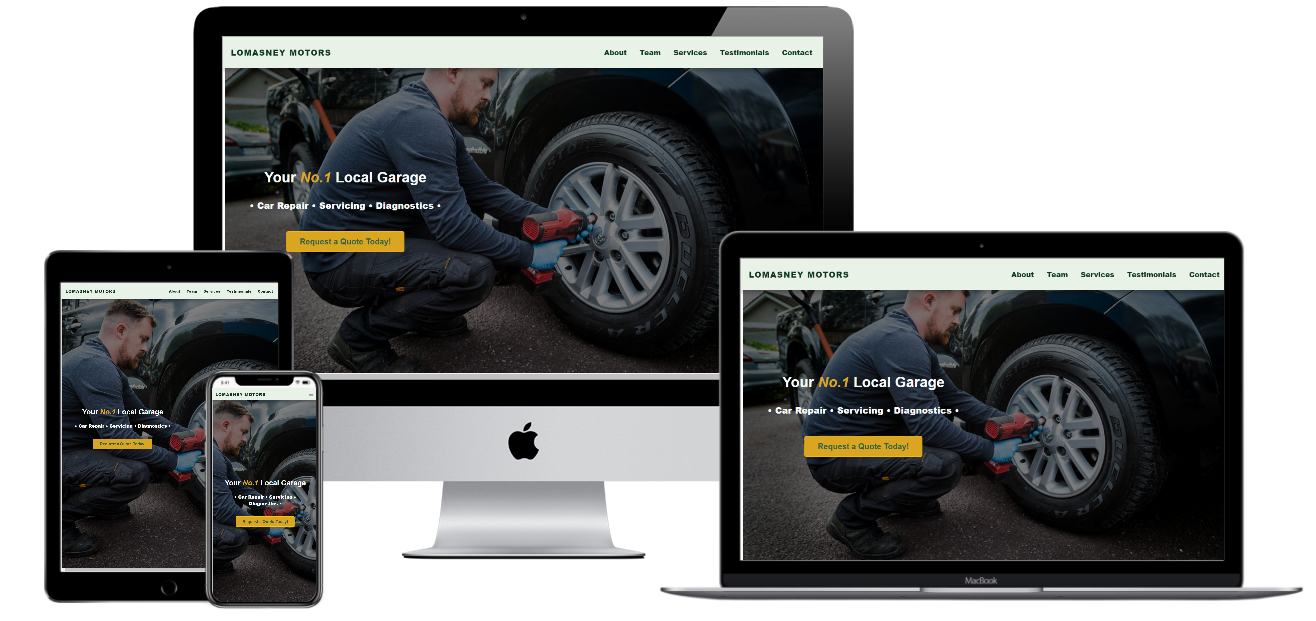 LOMASNEY MOTORS
About Team Services Testimonials Contact
Your No.1 Local Garage
• Car Repair • Servicing • Diagnostics •
Request a Quote Today!
LOMASNEY MOTORS
About Team Services Testimonials Contact
Your No.1 Local Garage
• Car Repair • Servicing • Diagnostics •
Request a Quote Today!
MacBook
LOMASNEY MOTORS
About Team Services Testimonials Contact
Your No.1 Local Garage
• Car Repair • Servicing • Diagnostics •
Request a Quote Today!
LOMASNEY MOTORS
Your No.1 Local Garage
• Car Repair • Servicing •
Diagnostics •
Request a Quote Today!